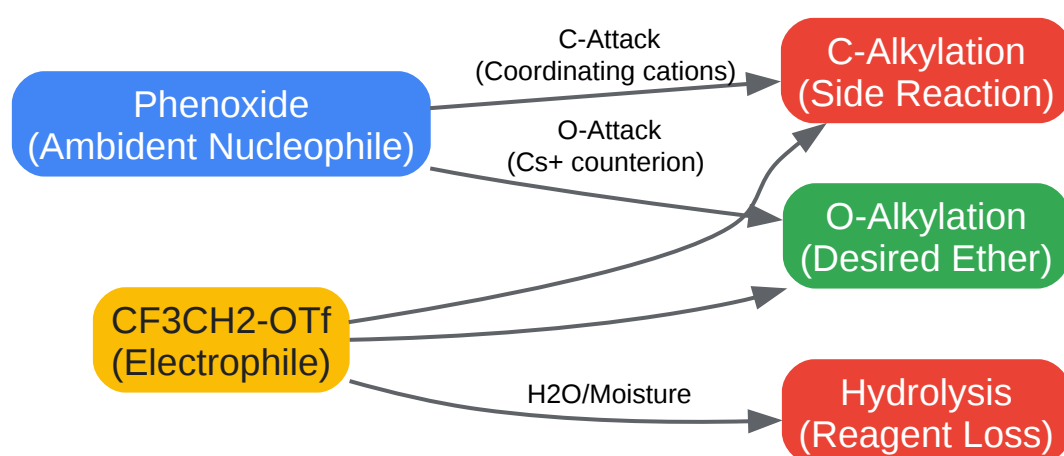 C-Attack
(Coordinating cations)
C-Alkylation
(Side Reaction)
Phenoxide
(Ambident Nucleophile)
O-Attack
(Cs+ counterion)
O-Alkylation
(Desired Ether)
CF3CH2-OTf
(Electrophile)
H2O/Moisture
Hydrolysis
(Reagent Loss)